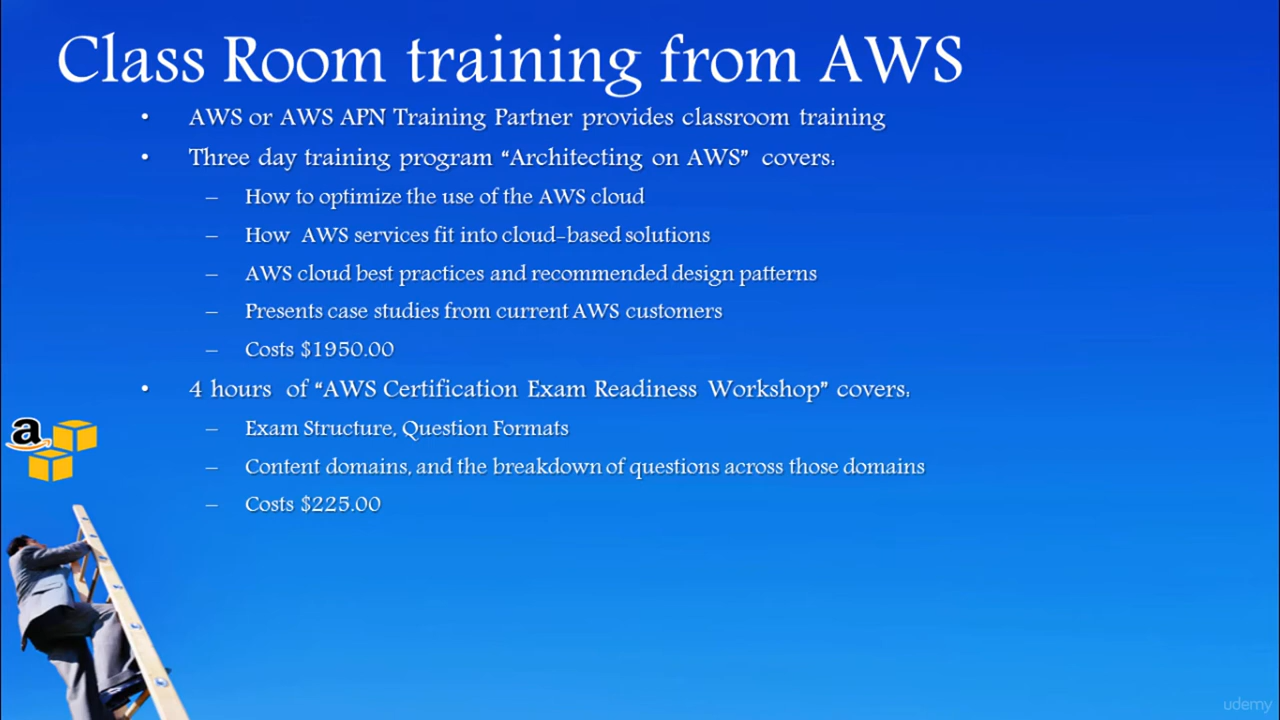 Class Room training from AWS
• AWS or AWS APN Training Partner provides classroom training
• Three day training program “Architecting on AWS” covers:
– How to optimize the use of the AWS cloud
– How AWS services fit into cloud-based solutions
– AWS cloud best practices and recommended design patterns
– Presents case studies from current AWS customers
– Costs $1950.00
• 4 hours of “AWS Certification Exam Readiness Workshop” covers:
– Exam Structure, Question Formats
– Content domains, and the breakdown of questions across those domains
– Costs $225.00
a
udemy